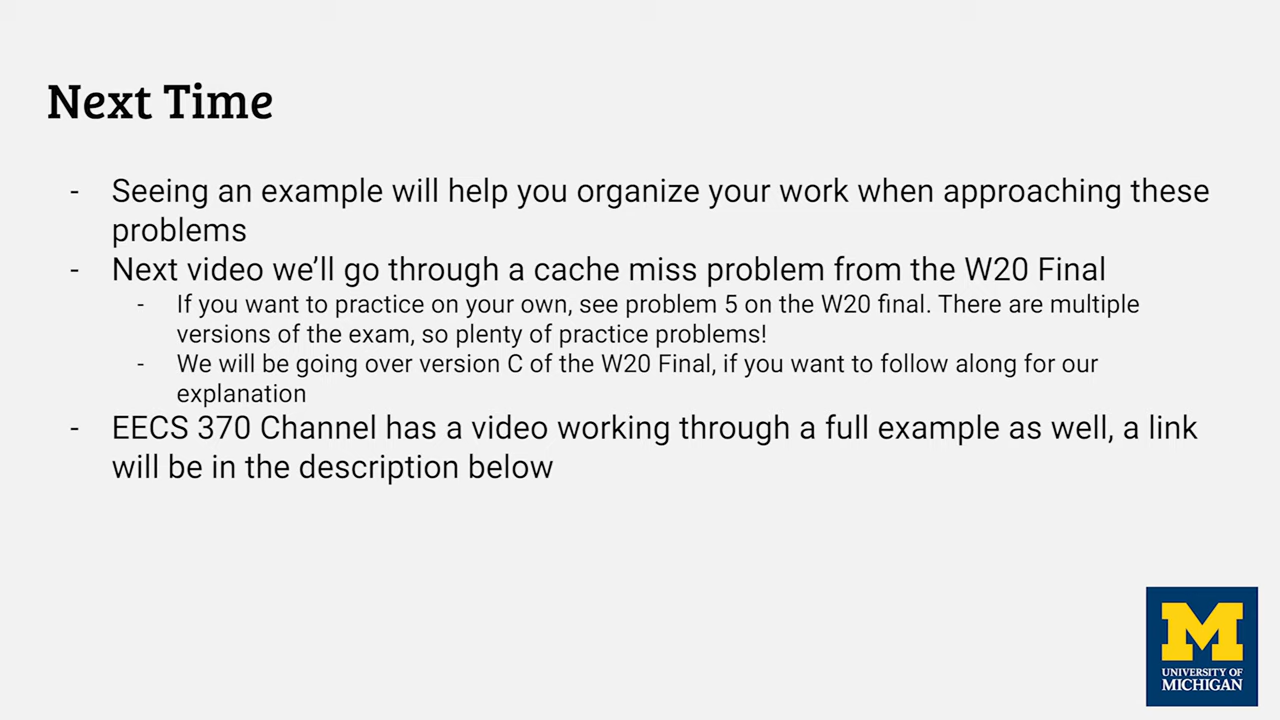 Next Time
- Seeing an example will help you organize your work when approaching these
problems
- Next video we’ll go through a cache miss problem from the W20 Final
- If you want to practice on your own, see problem 5 on the W20 final. There are multiple
versions of the exam, so plenty of practice problems!
- We will be going over version C of the W20 Final, if you want to follow along for our
explanation
- EECS 370 Channel has a video working through a full example as well, a link
will be in the description below
M
UNIVERSITY OF
MICHIGAN